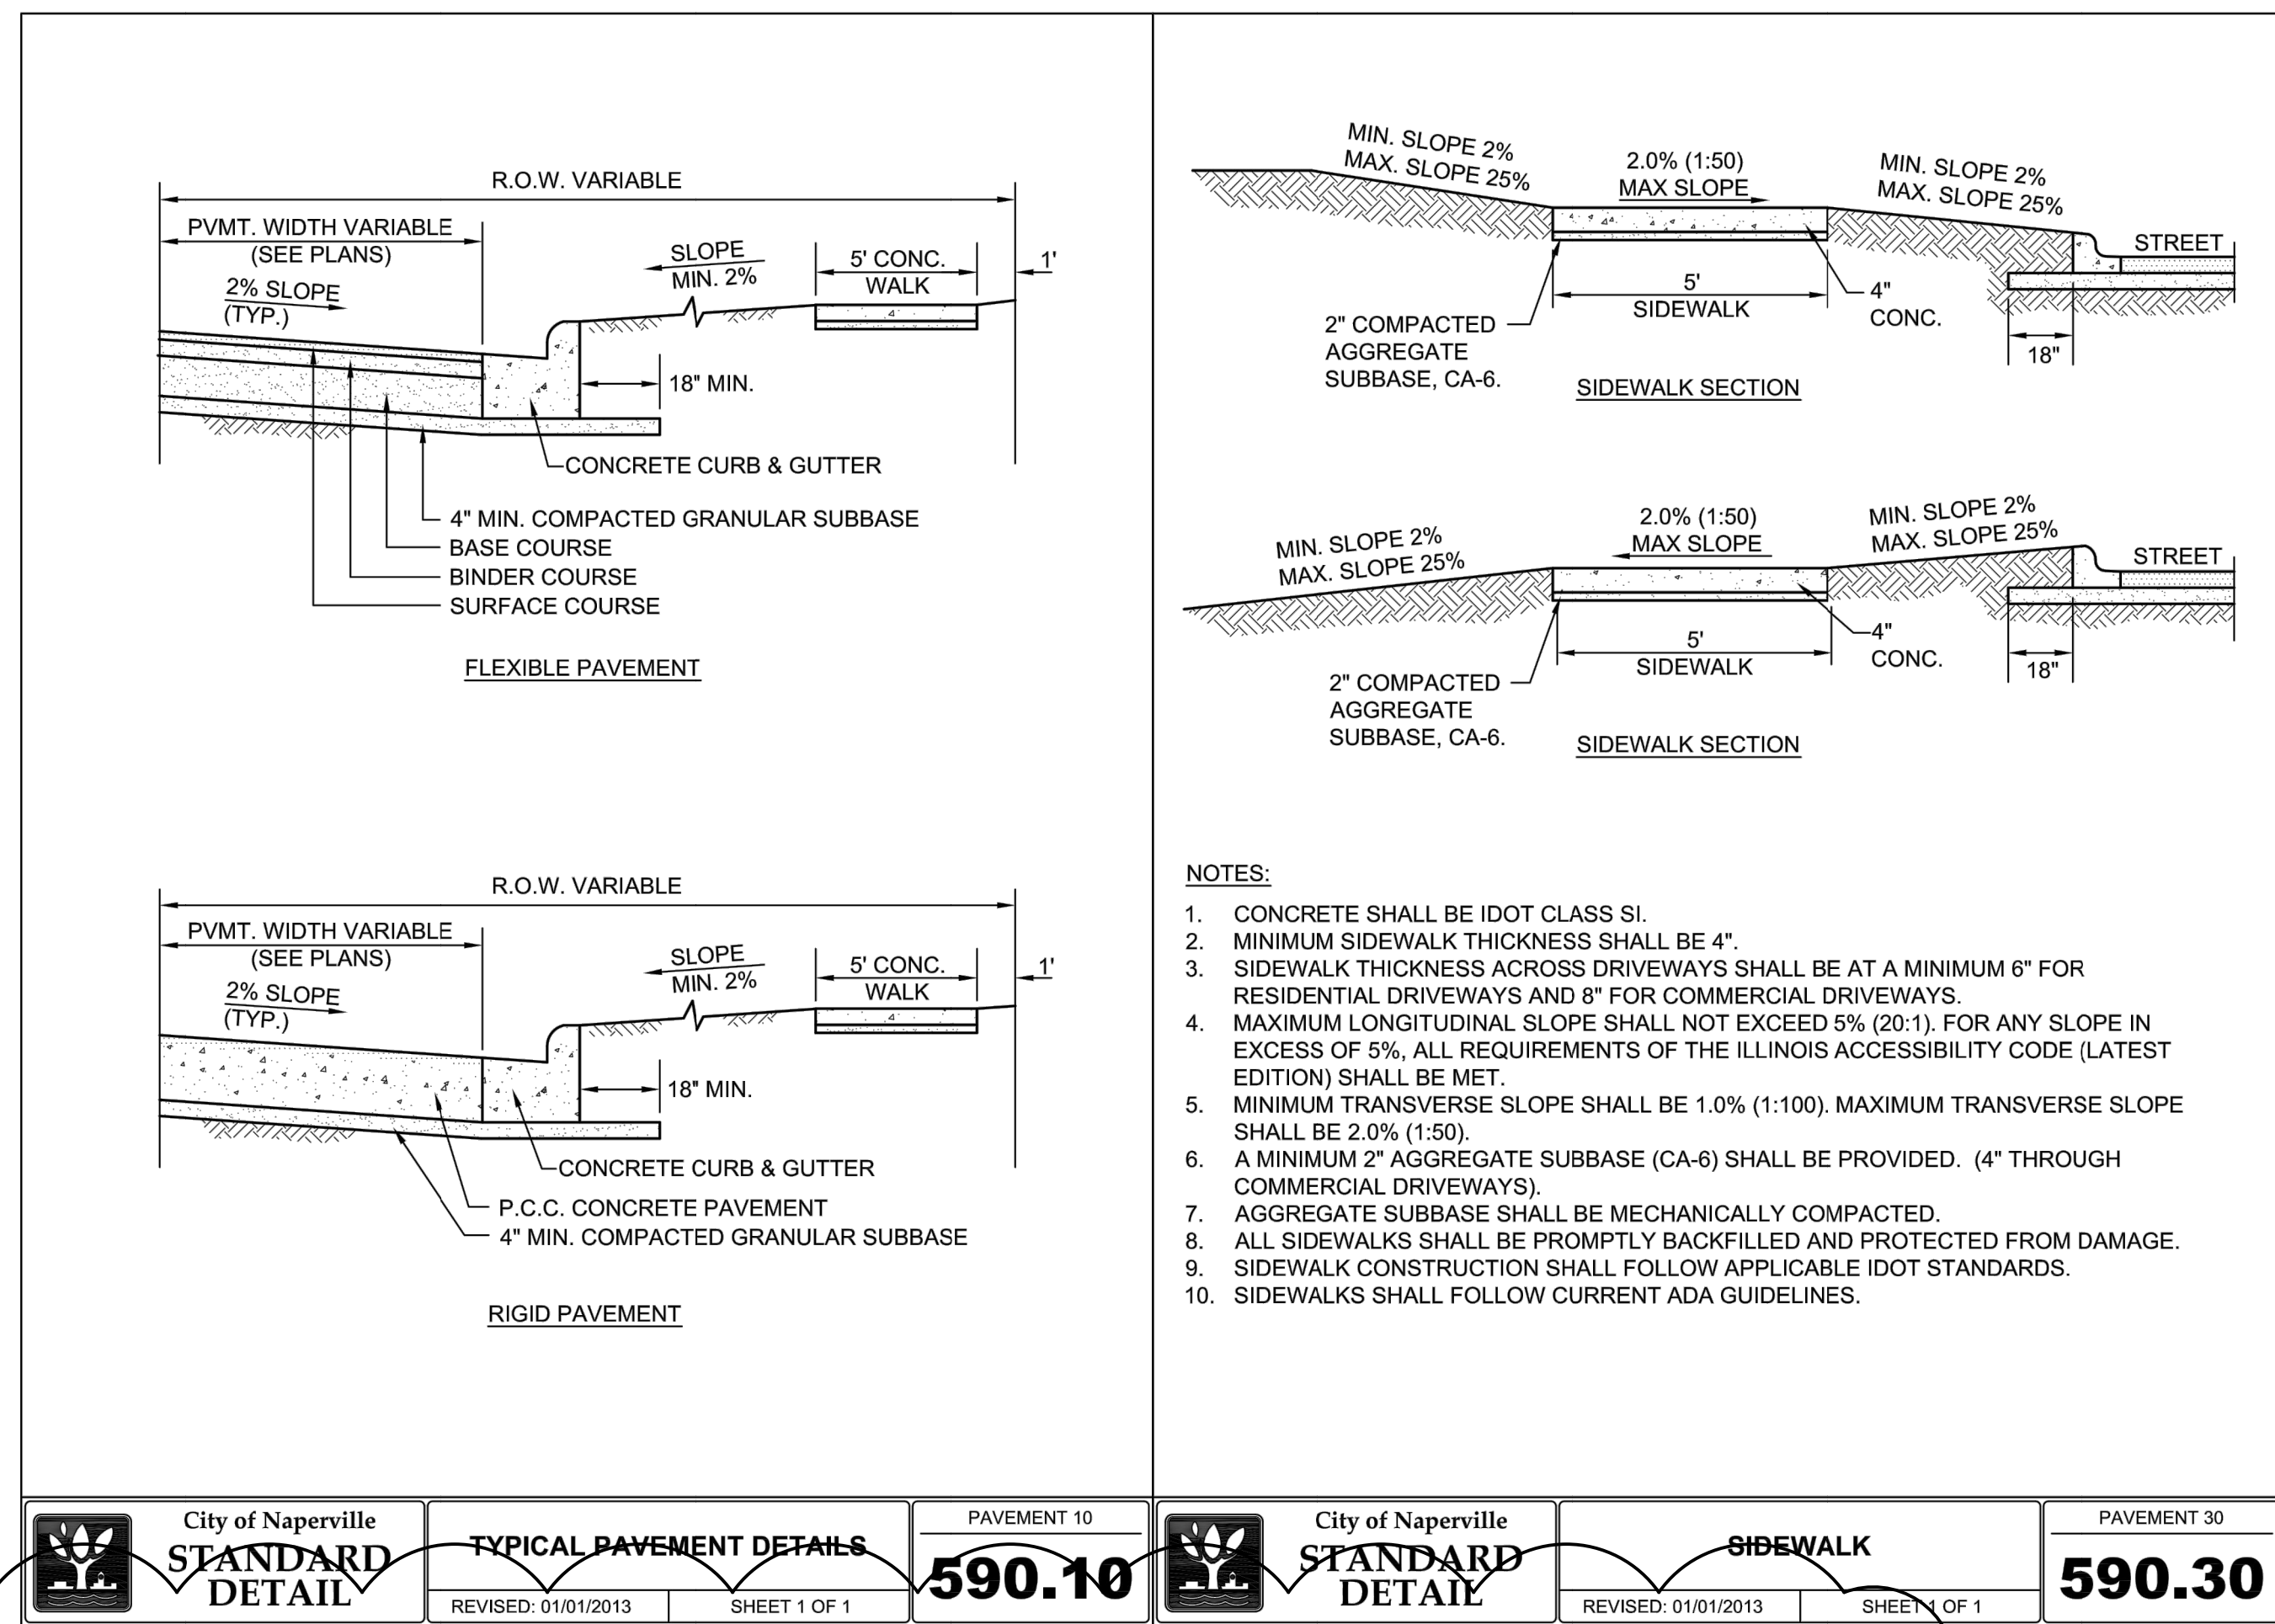 R.O.W. VARIABLE
PVMT. WIDTH VARIABLE
(SEE PLANS)
2% SLOPE
(TYP.)
SLOPE
MIN. 2%
5' CONC.
WALK
1'
18" MIN.
CONCRETE CURB & GUTTER
4" MIN. COMPACTED GRANULAR SUBBASE
BASE COURSE
BINDER COURSE
SURFACE COURSE
FLEXIBLE PAVEMENT
R.O.W. VARIABLE
PVMT. WIDTH VARIABLE
(SEE PLANS)
2% SLOPE
(TYP.)
SLOPE
MIN. 2%
5' CONC.
WALK
1'
18" MIN.
CONCRETE CURB & GUTTER
P.C.C. CONCRETE PAVEMENT
4" MIN. COMPACTED GRANULAR SUBBASE
RIGID PAVEMENT
City of Naperville
STANDARD
DETAIL
TYPICAL PAVEMENT DETAILS
REVISED: 01/01/2013
SHEET 1 OF 1
PAVEMENT 10
590.10
MIN. SLOPE 2%
MAX. SLOPE 25%
2.0% (1:50)
MAX SLOPE
MIN. SLOPE 2%
MAX. SLOPE 25%
STREET
5'
SIDEWALK
4"
CONC.
18"
2" COMPACTED
AGGREGATE
SUBBASE, CA-6.
SIDEWALK SECTION
MIN. SLOPE 2%
MAX. SLOPE 25%
2.0% (1:50)
MAX SLOPE
MIN. SLOPE 2%
MAX. SLOPE 25%
STREET
5'
SIDEWALK
4"
CONC.
18"
2" COMPACTED
AGGREGATE
SUBBASE, CA-6.
SIDEWALK SECTION
NOTES:
1. CONCRETE SHALL BE IDOT CLASS SI.
2. MINIMUM SIDEWALK THICKNESS SHALL BE 4".
3. SIDEWALK THICKNESS ACROSS DRIVEWAYS SHALL BE AT A MINIMUM 6" FOR
RESIDENTIAL DRIVEWAYS AND 8" FOR COMMERCIAL DRIVEWAYS.
4. MAXIMUM LONGITUDINAL SLOPE SHALL NOT EXCEED 5% (20:1). FOR ANY SLOPE IN
EXCESS OF 5%, ALL REQUIREMENTS OF THE ILLINOIS ACCESSIBILITY CODE (LATEST
EDITION) SHALL BE MET.
5. MINIMUM TRANSVERSE SLOPE SHALL BE 1.0% (1:100). MAXIMUM TRANSVERSE SLOPE
SHALL BE 2.0% (1:50).
6. A MINIMUM 2" AGGREGATE SUBBASE (CA-6) SHALL BE PROVIDED. (4" THROUGH
COMMERCIAL DRIVEWAYS).
7. AGGREGATE SUBBASE SHALL BE MECHANICALLY COMPACTED.
8. ALL SIDEWALKS SHALL BE PROMPTLY BACKFILLED AND PROTECTED FROM DAMAGE.
9. SIDEWALK CONSTRUCTION SHALL FOLLOW APPLICABLE IDOT STANDARDS.
10. SIDEWALKS SHALL FOLLOW CURRENT ADA GUIDELINES.
City of Naperville
STANDARD
DETAIL
SIDEWALK
REVISED: 01/01/2013
SHEET 1 OF 1
PAVEMENT 30
590.30